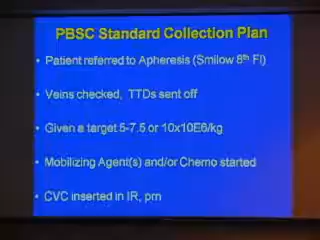 PBSC Standard Collection Plan
• Patient referred to Apheresis (Smilow 8th Fl)
• Veins checked, TTDs sent off
• Given a target 5-7.5 or 10x10E6/kg
• Mobilizing Agent(s) and/or Chemo started
• CVC inserted in IR, prn